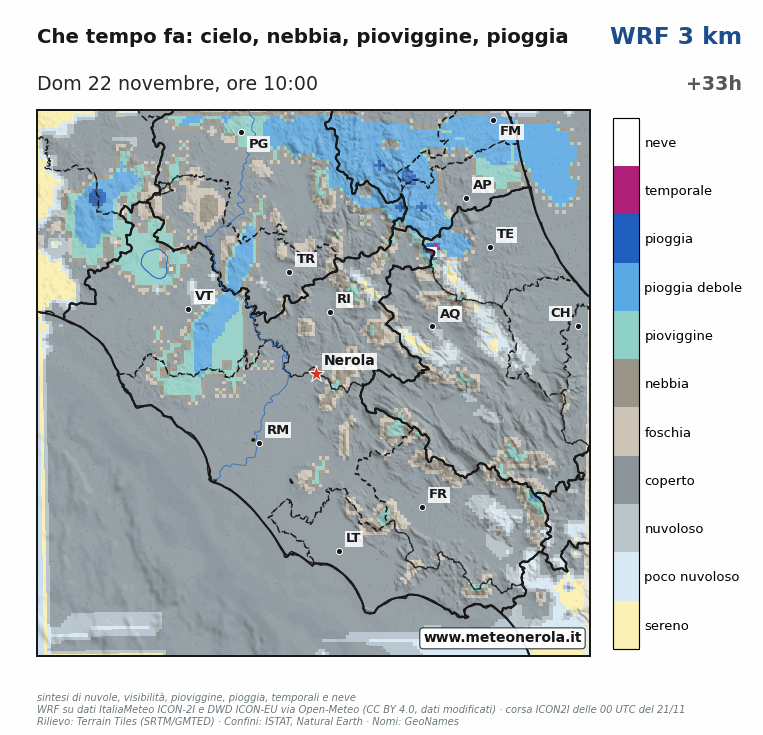 Che tempo fa: cielo, nebbia, pioviggine, pioggia
WRF 3 km
Dom 22 novembre, ore 10:00
+33h
PG
FM
AP
TE
TR
VT
RI
AQ
CH
Nerola
RM
FR
LT
www.meteonerola.it
neve
temporale
pioggia
pioggia debole
pioviggine
nebbia
foschia
coperto
nuvoloso
poco nuvoloso
sereno
sintesi di nuvole, visibilità, pioviggine, pioggia, temporali e neve
WRF su dati ItaliaMeteo ICON-2I e DWD ICON-EU via Open-Meteo (CC BY 4.0, dati modificati) · corsa ICON2I delle 00 UTC del 21/11
Rilievo: Terrain Tiles (SRTM/GMTED) · Confini: ISTAT, Natural Earth · Nomi: GeoNames